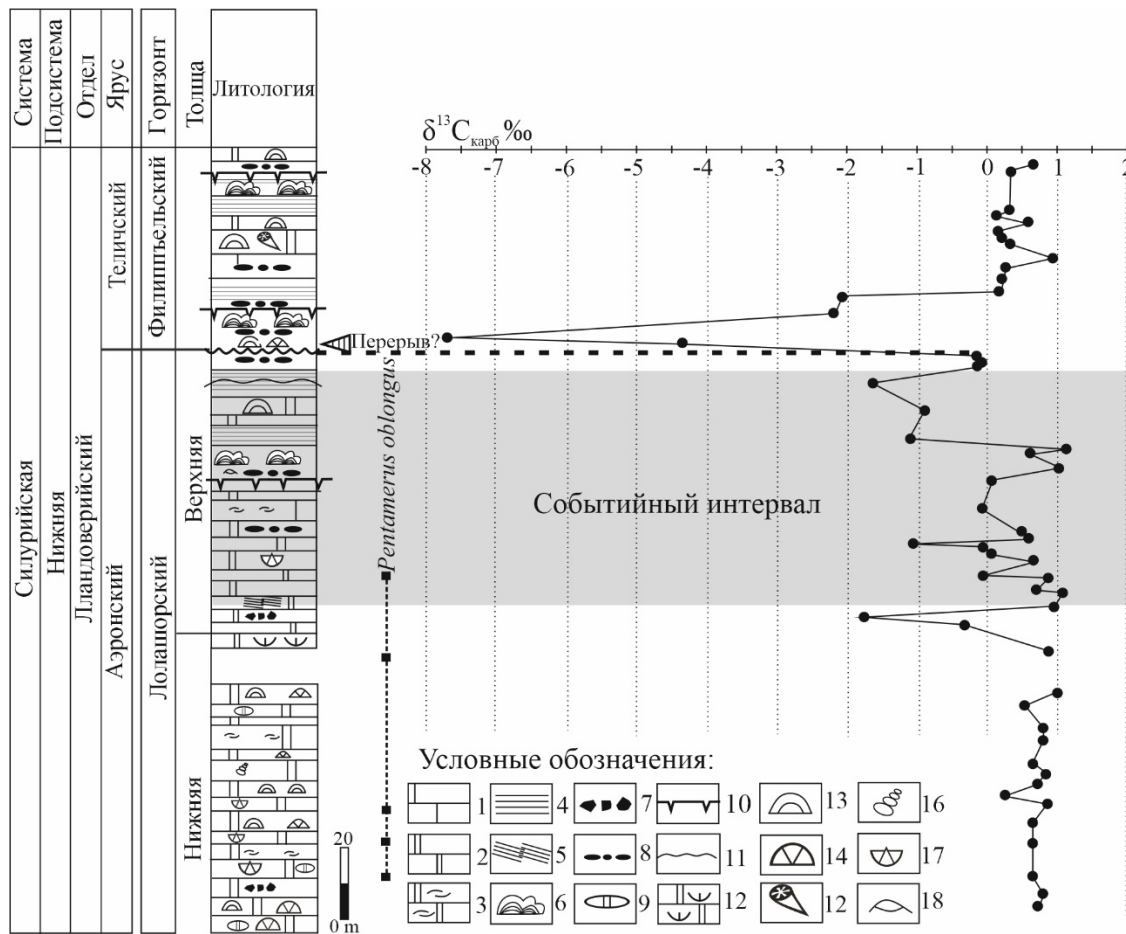 Система
Подсистема
Отдел
Ярус
Горизонт
Толща
Литология
δ¹³Cкарб ‰
-8 -7 -6 -5 -4 -3 -2 -1 0 1 2
Силурийская
Нижняя
Лландоверийский
Теличский
Аэронский
Филиппъельский
Лолашорский
Верхняя
Нижняя
Перерыв?
Pentamerus oblongus
Событийный интервал
20
0 m
Условные обозначения:
1 4 7 10 13 16
2 5 8 11 14 17
3 6 9 12 12 18